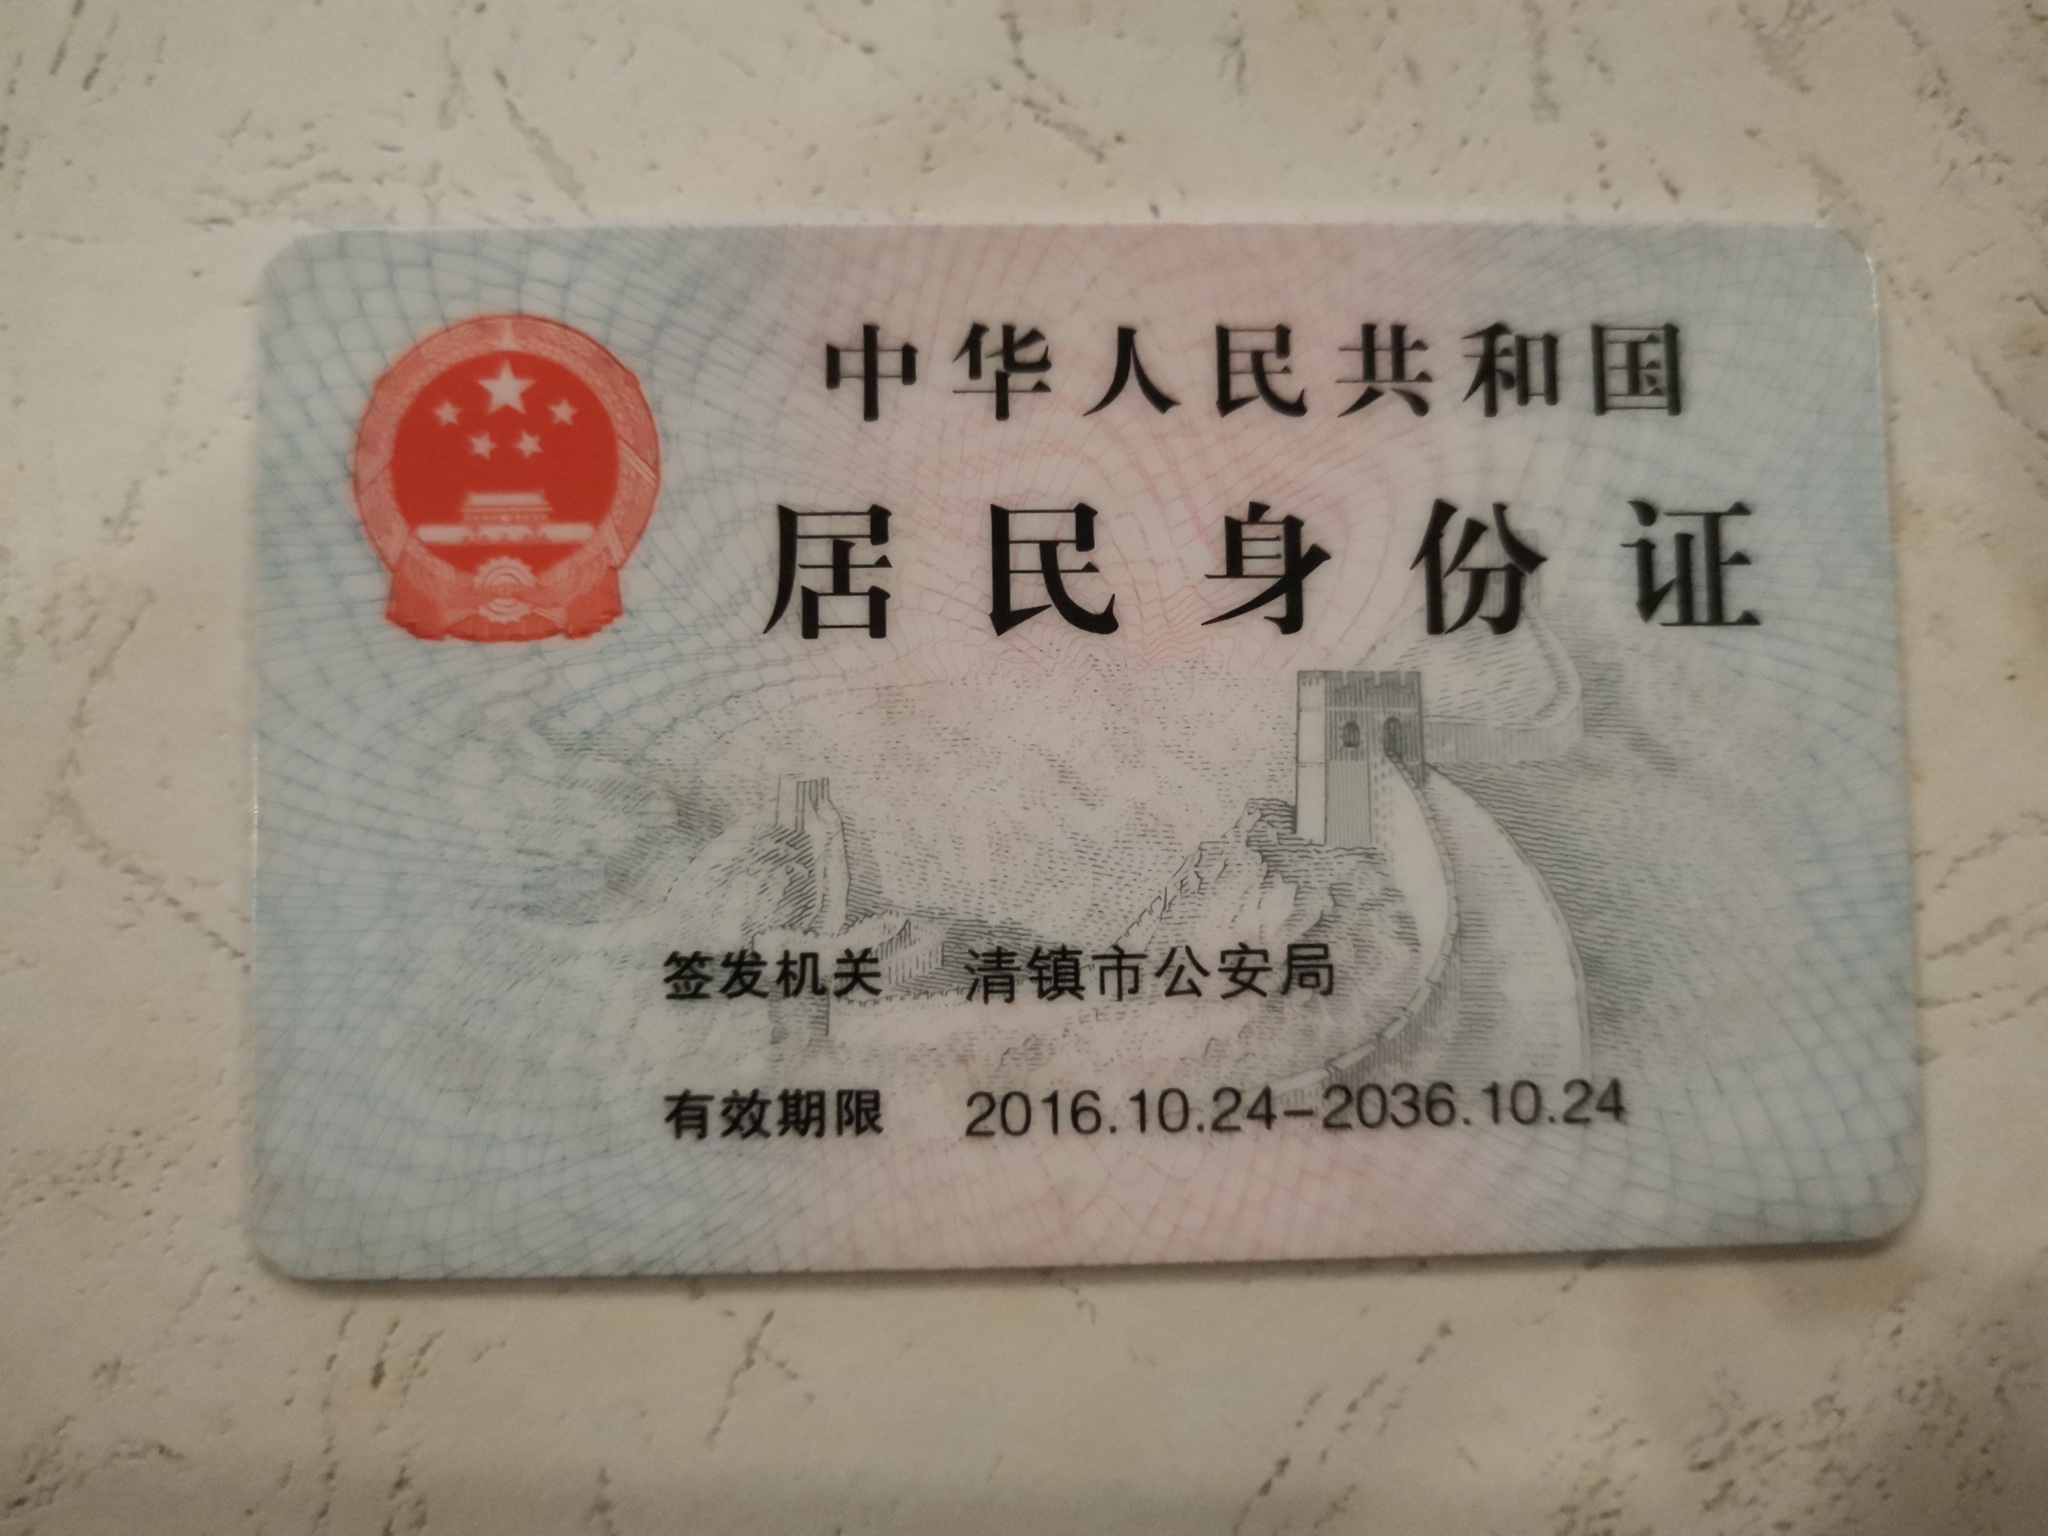 中华人民共和国
居民身份证
签发机关 清镇市公安局
有效期限 2016.10.24-2036.10.24